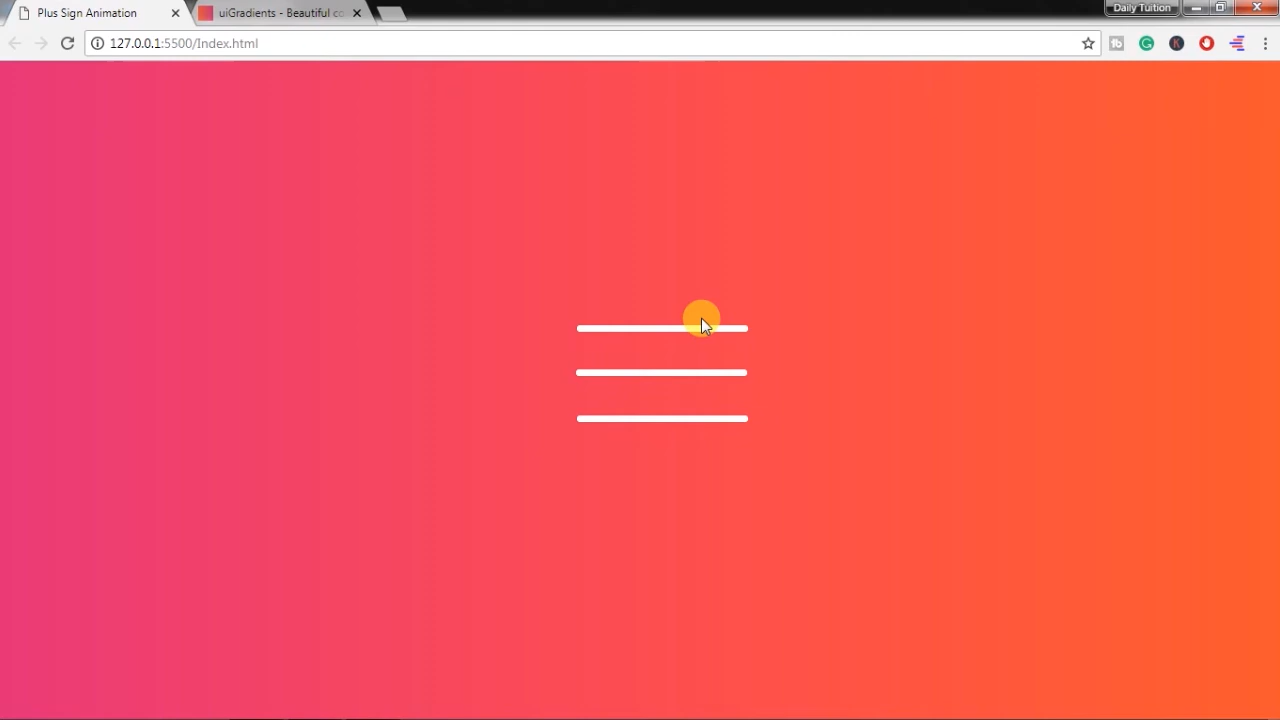 Plus Sign Animation
uiGradients - Beautiful co
Daily Tuition
127.0.0.1:5500/Index.html